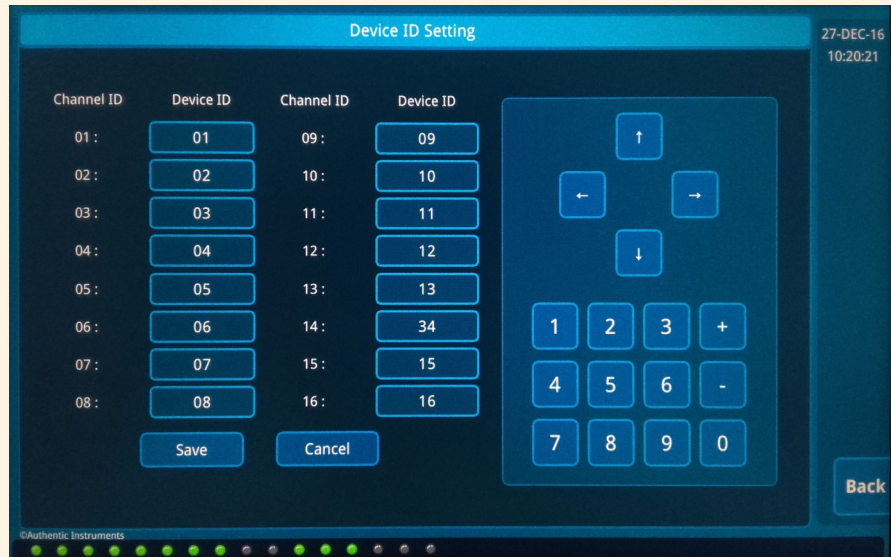 Device ID Setting
27-DEC-16
10:20:21
Channel ID Device ID Channel ID Device ID
01 : 01 09 : 09
02 : 02 10 : 10
03 : 03 11 : 11
04 : 04 12 : 12
05 : 05 13 : 13
06 : 06 14 : 34
07 : 07 15 : 15
08 : 08 16 : 16
Save Cancel
↑
← →
↓
1 2 3 +
4 5 6 -
7 8 9 0
Back
©Authentic Instruments